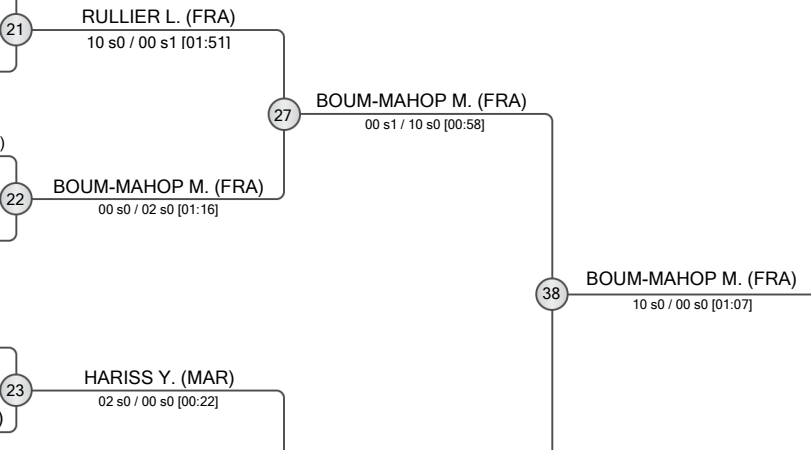 RULLIER L. (FRA)
21
10 s0 / 00 s1 [01:51]
BOUM-MAHOP M. (FRA)
27
00 s1 / 10 s0 [00:58]
)
BOUM-MAHOP M. (FRA)
22
00 s0 / 02 s0 [01:16]
BOUM-MAHOP M. (FRA)
38
10 s0 / 00 s0 [01:07]
HARISS Y. (MAR)
23
02 s0 / 00 s0 [00:22]
)